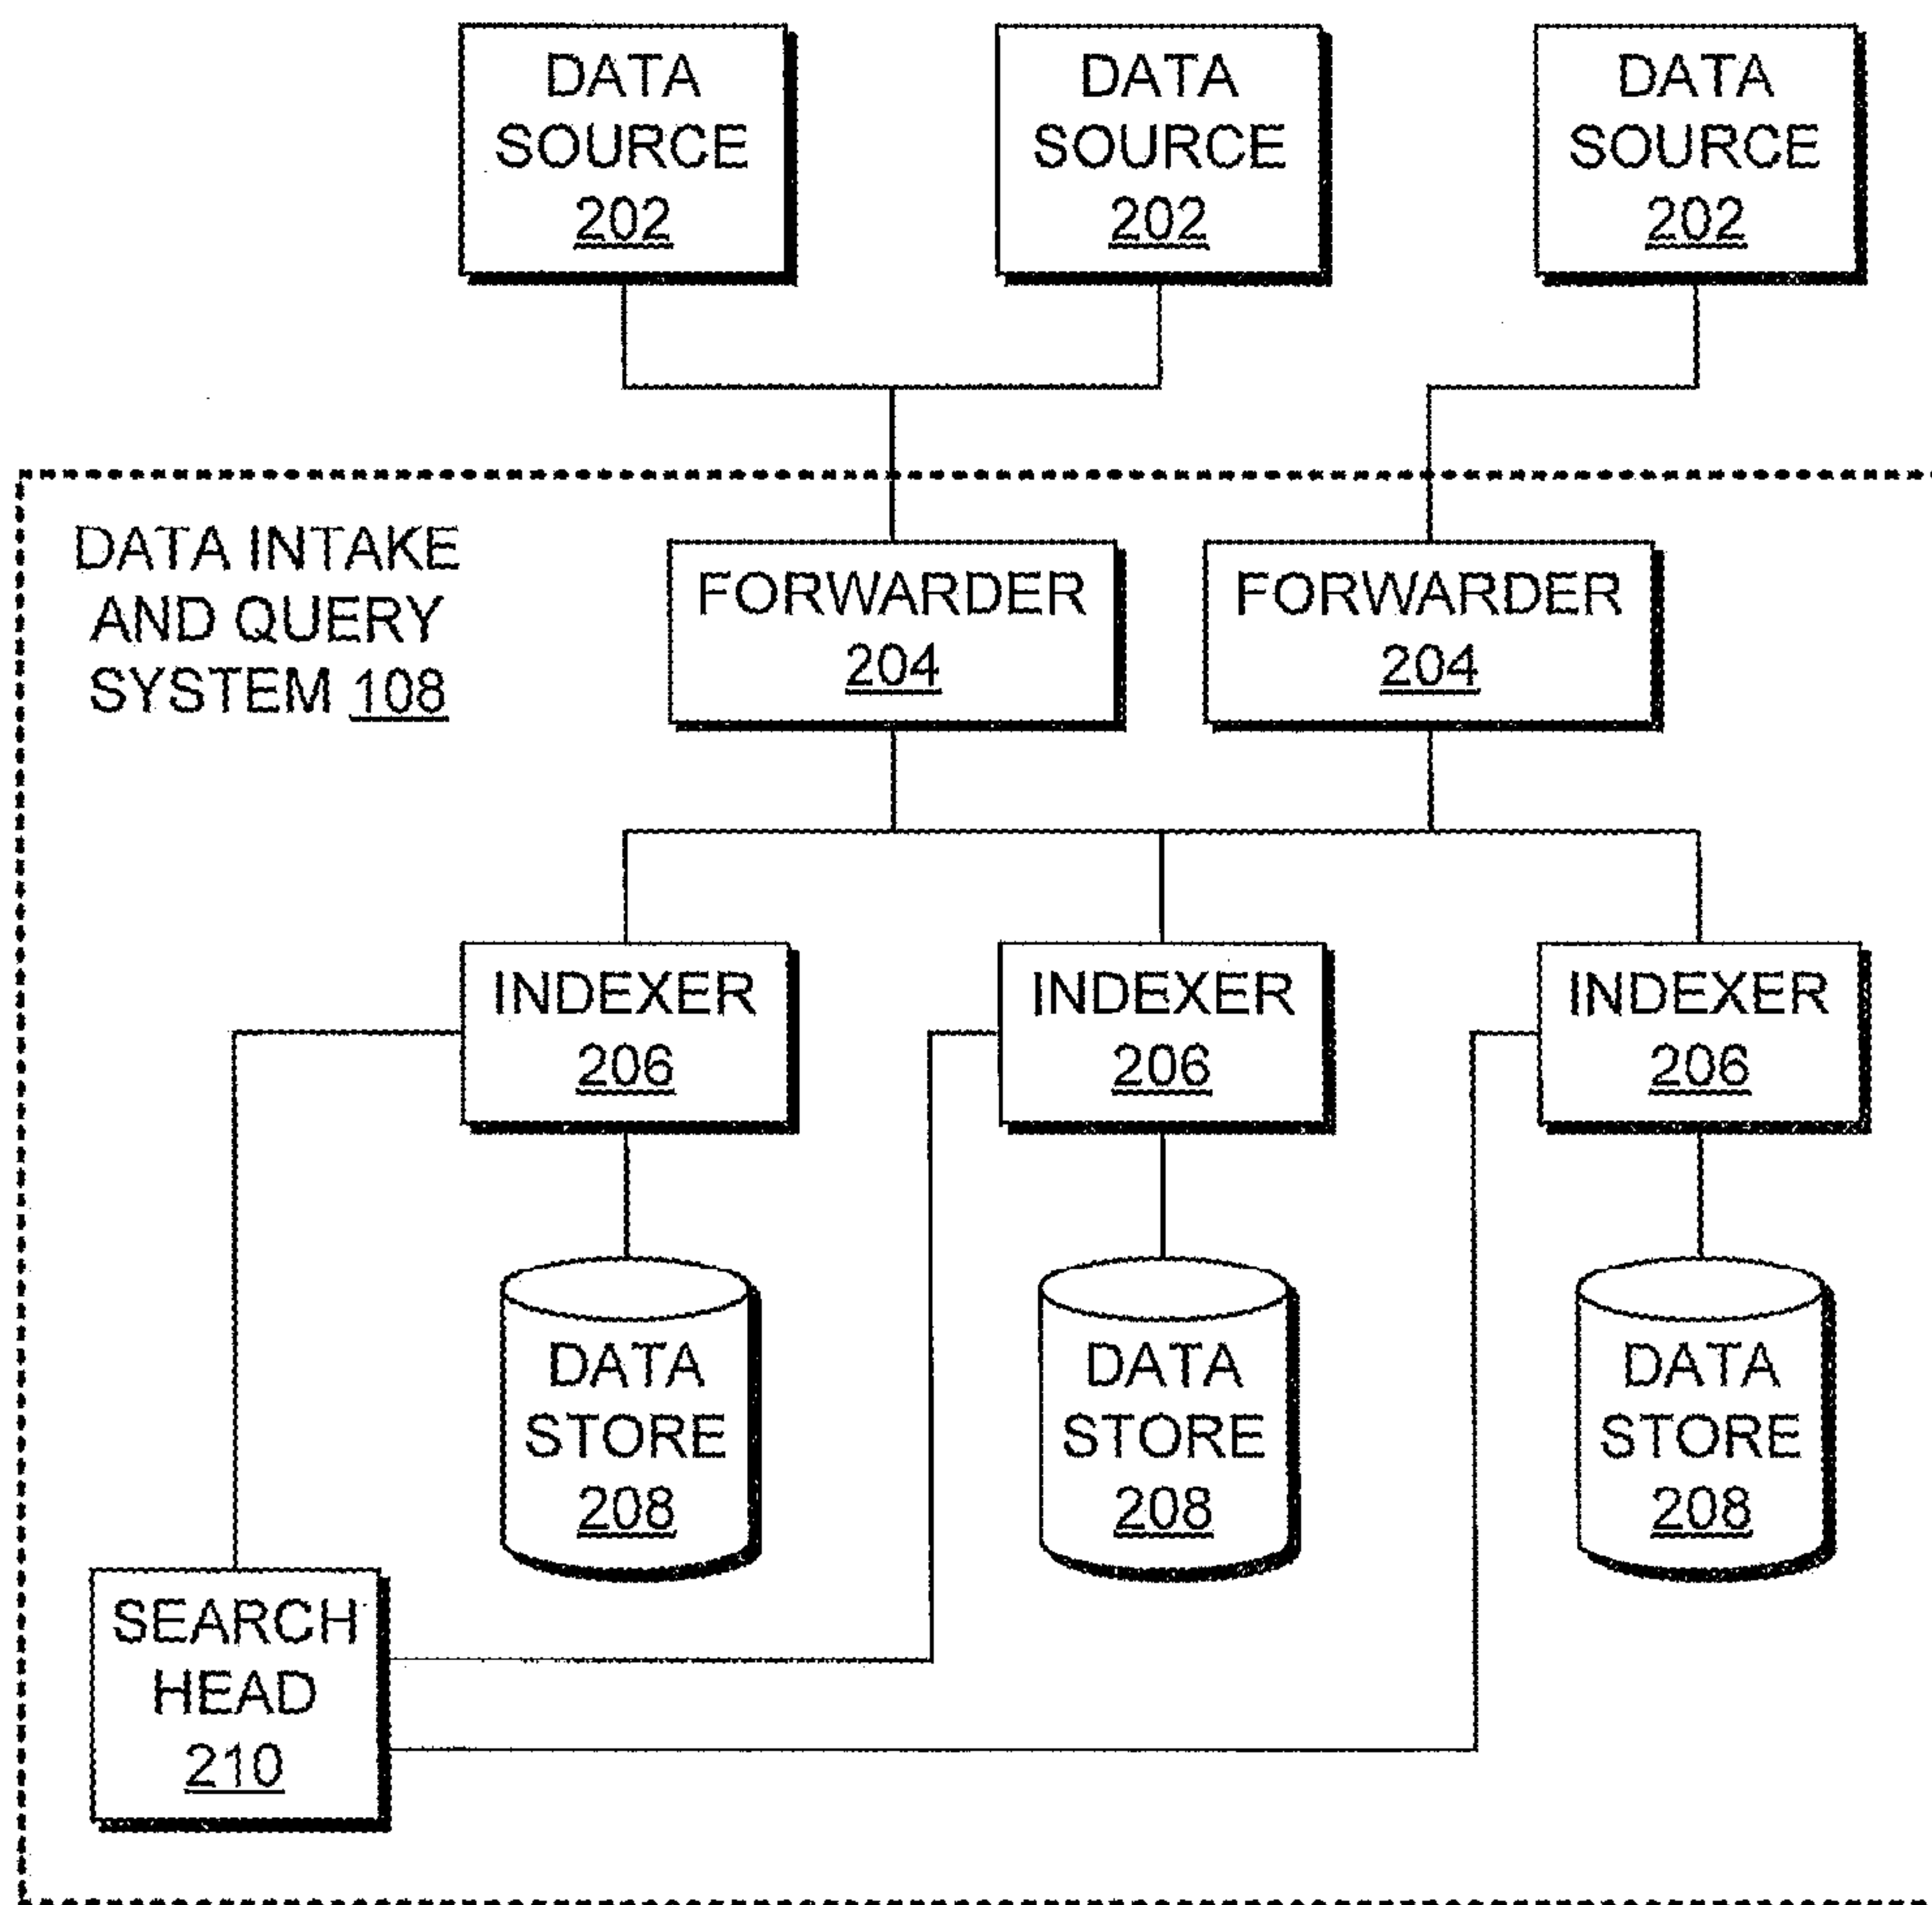 DATA
SOURCE
202
DATA
SOURCE
202
DATA
SOURCE
202
DATA INTAKE
AND QUERY
SYSTEM 108
FORWARDER
204
FORWARDER
204
INDEXER
206
INDEXER
206
INDEXER
206
DATA
STORE
208
DATA
STORE
208
DATA
STORE
208
SEARCH
HEAD
210